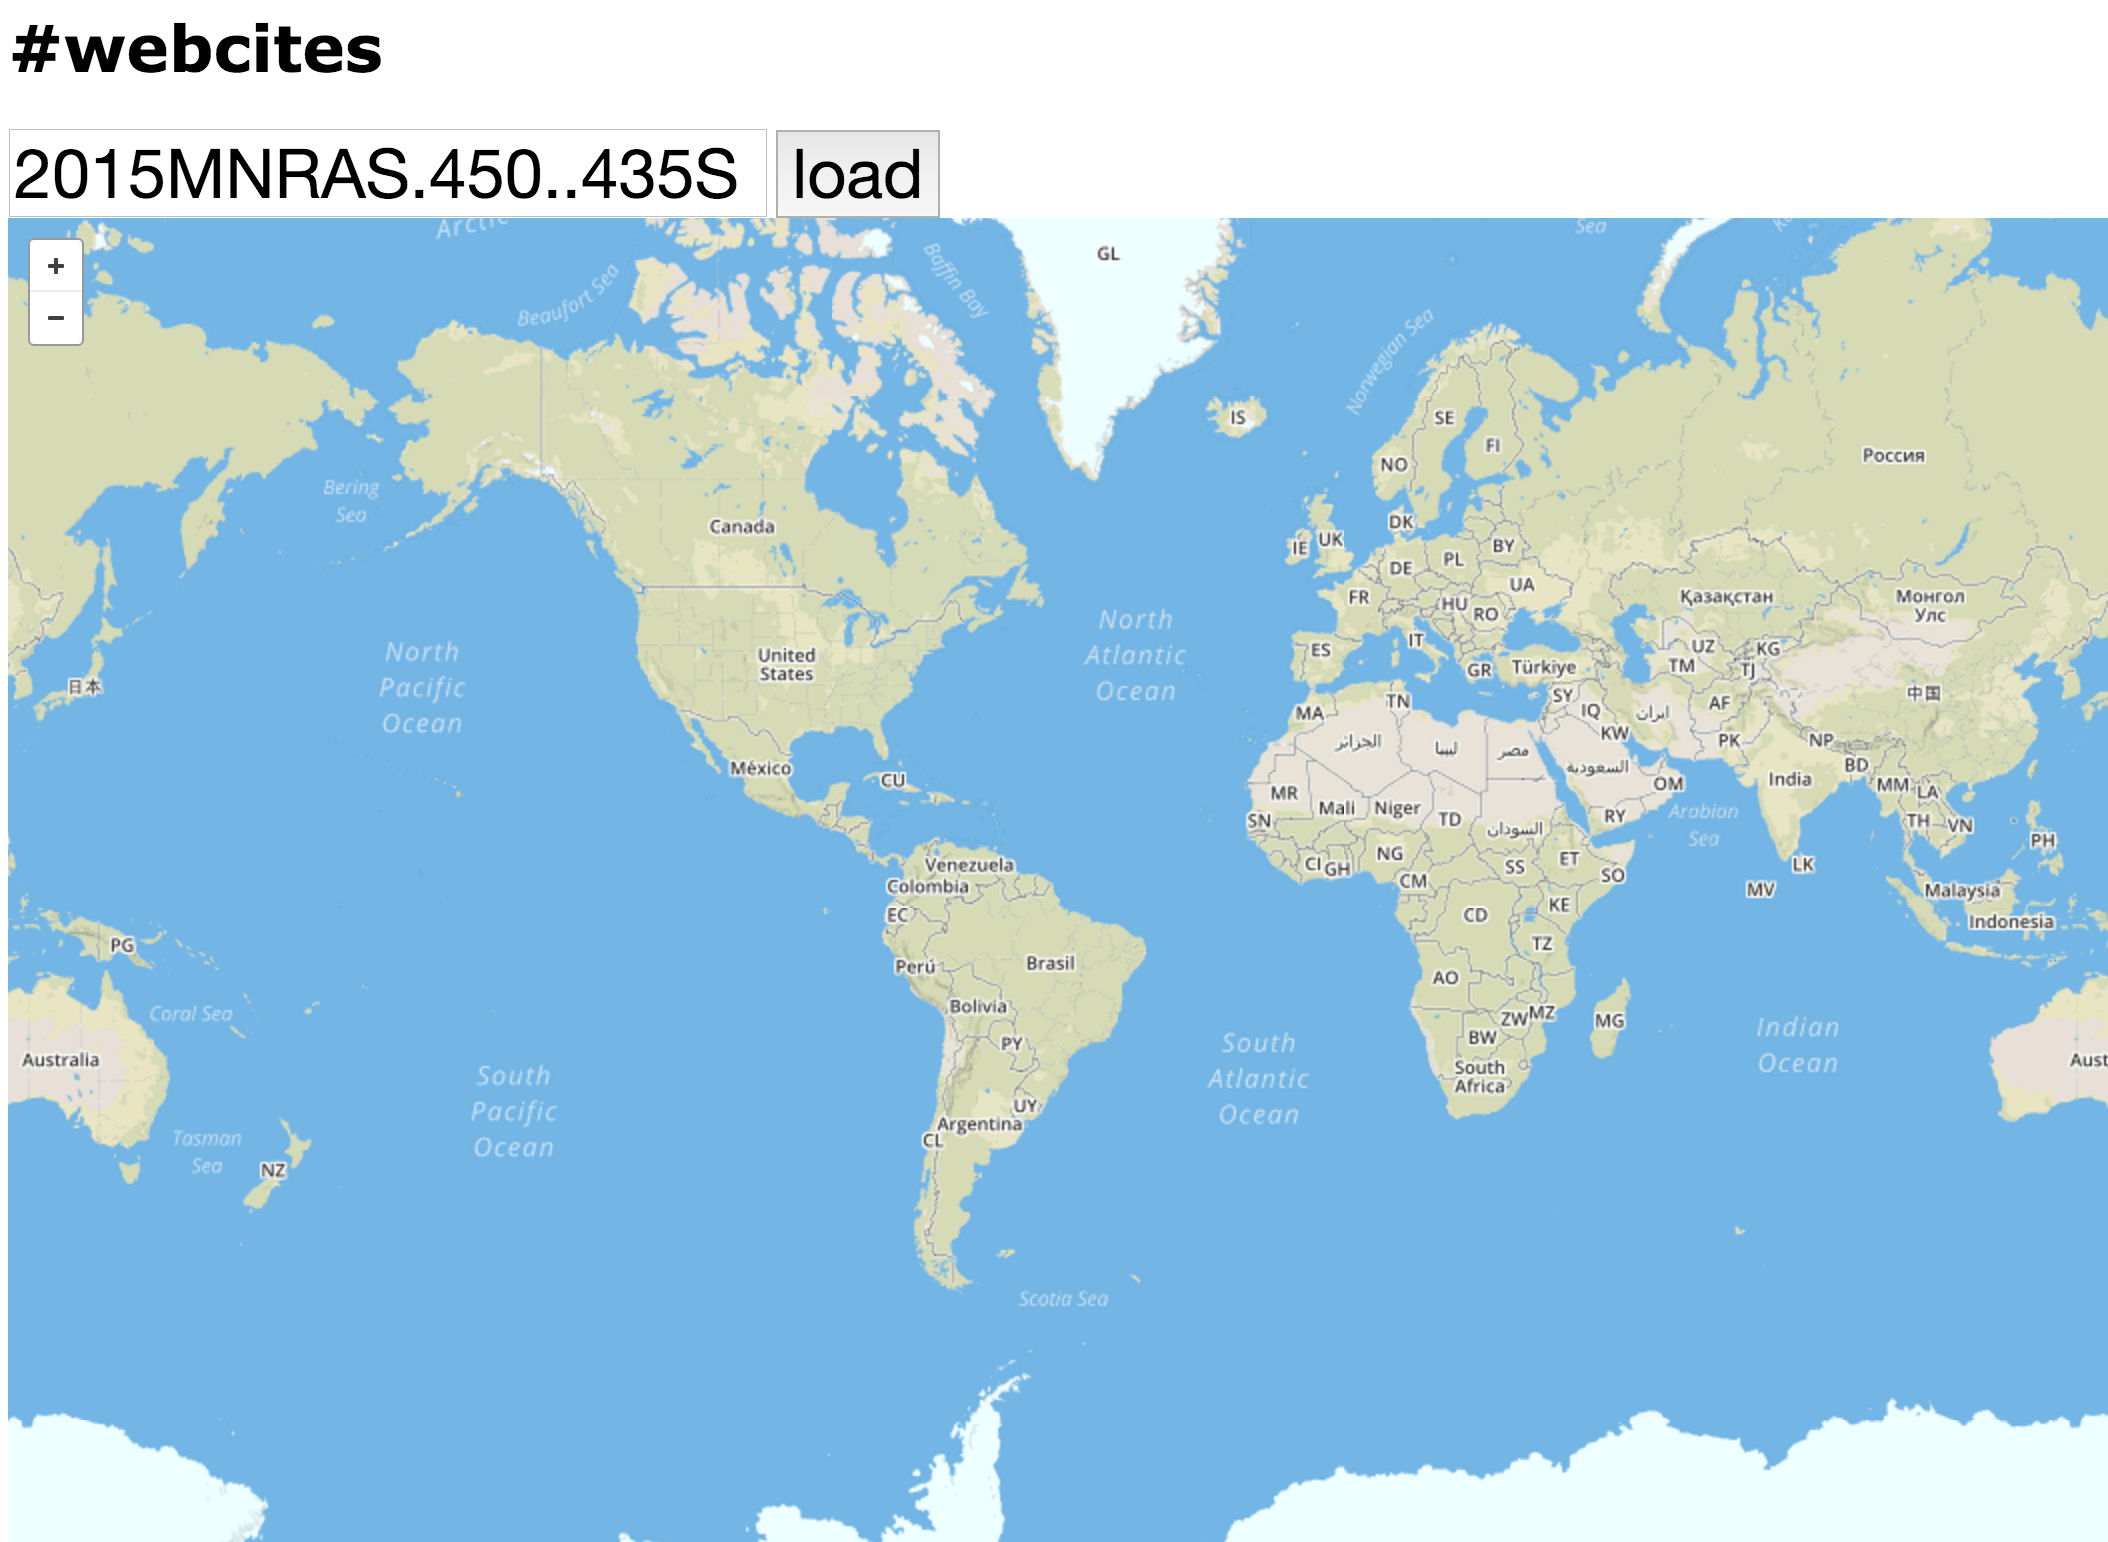 #webcites
2015MNRAS.450..435S
load
+
−
Arctic
Beaufort Sea
Baffin Bay
GL
Sea
Norwegian Sea
IS
SE
FI
NO
Россия
Bering
Sea
Canada
DK
IE
UK
BY
PL
DE
UA
FR
HU
RO
Қазақстан
Монгол
Улс
North
Pacific
Ocean
North
Atlantic
Ocean
United
States
日本
ES
IT
GR
Türkiye
UZ
KG
TM
TJ
中国
MA
TN
SY
IQ
ایران
AF
KW
الجزائر
ليبيا
مصر
PK
NP
México
CU
السعودية
BD
India
OM
MM
LA
MR
Mali
Niger
TD
RY
Arabian
Sea
SN
السودان
TH
VN
PH
Venezuela
Colombia
EC
CI
GH
NG
CM
SS
ET
SO
LK
MV
Malaysia
Indonesia
CD
KE
TZ
PG
Perú
Brasil
AO
Bolivia
Coral Sea
ZW
MZ
MG
PY
BW
South
Africa
Indian
Ocean
Australia
Aust
South
Pacific
Ocean
South
Atlantic
Ocean
UY
Argentina
CL
Tasman
Sea
NZ
Scotia Sea